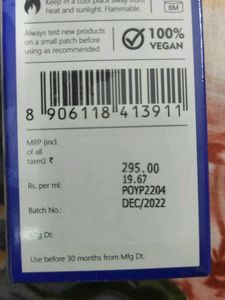 Keep in a cool place away from
heat and sunlight. Flammable.
6M
Always test new products
on a small patch before
using as recommended.
100%
VEGAN
8 906118 413911
MRP (incl.
of all
taxes): ₹
295.00
Rs. per ml:
19.67
POYP2204
Batch No.:
DEC/2022
Mfg Dt:
Use before 30 months from Mfg Dt.